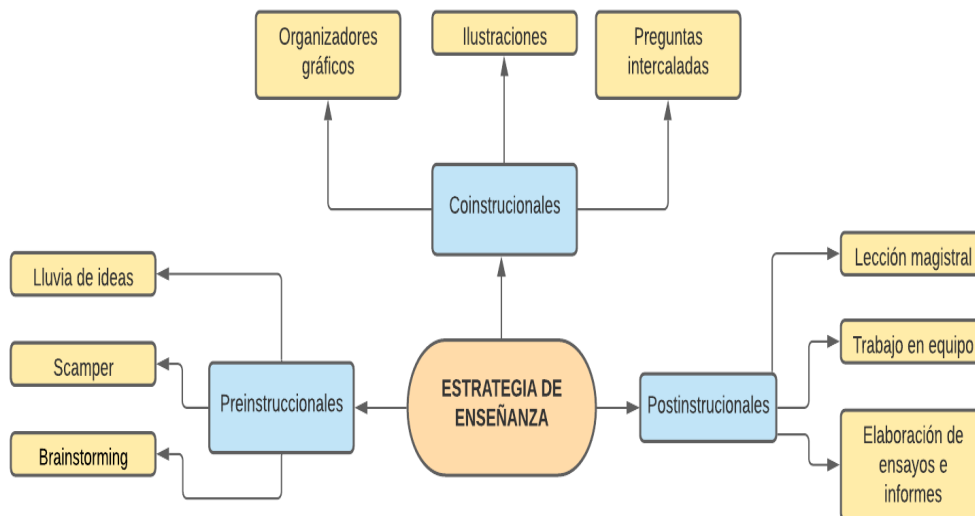 Organizadores
gráficos
Ilustraciones
Preguntas
intercaladas
Coinstrucionales
Lluvia de ideas
Scamper
Brainstorming
Preinstruccionales
ESTRATEGIA DE
ENSEÑANZA
Postinstrucionales
Lección magistral
Trabajo en equipo
Elaboración de
ensayos e
informes